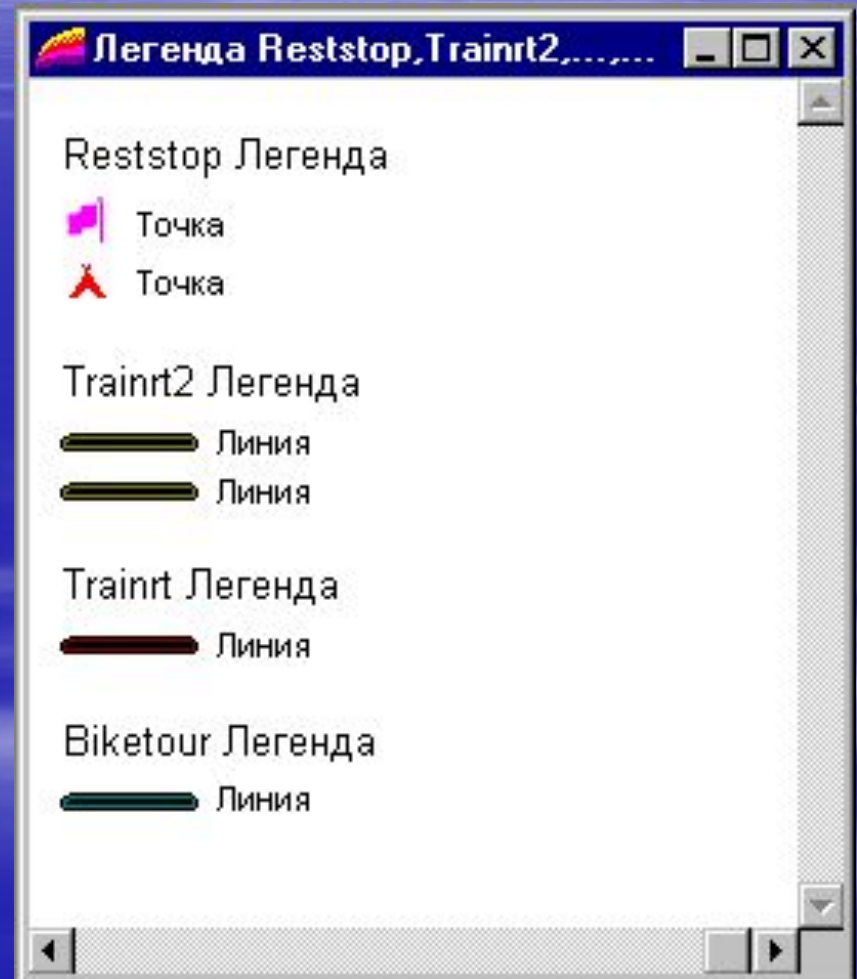 Легенда Reststop,Trainrt2,...,...
Reststop Легенда
Точка
Точка
Trainrt2 Легенда
Линия
Линия
Trainrt Легенда
Линия
Biketour Легенда
Линия